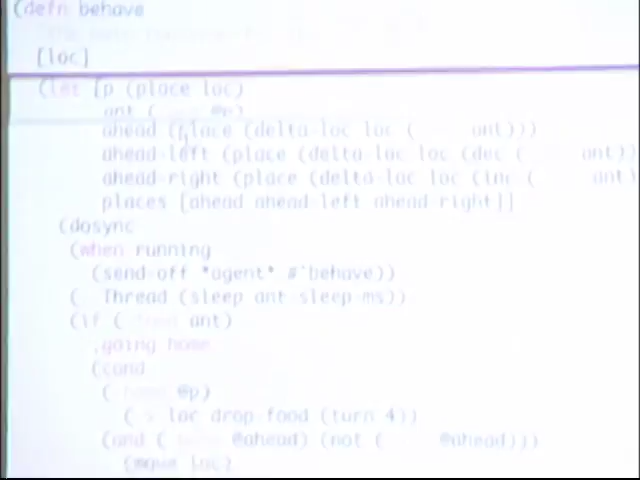 (defn behave
[loc]
(let [p (place loc)
ant ( @p)
ahead (place (delta-loc loc ( ant)))
ahead-left (place (delta-loc loc (dec ( ant))
ahead-right (place (delta-loc loc (inc ( ant)
places [ahead ahead-left ahead-right]]
(dosync
(when running
(send-off *agent* #'behave))
(. Thread (sleep ant-sleep-ms))
(if ( ant)
;going home
(cond
( @p)
(-> loc drop-food (turn 4))
(and ( @ahead) (not ( @ahead)))
(move loc)